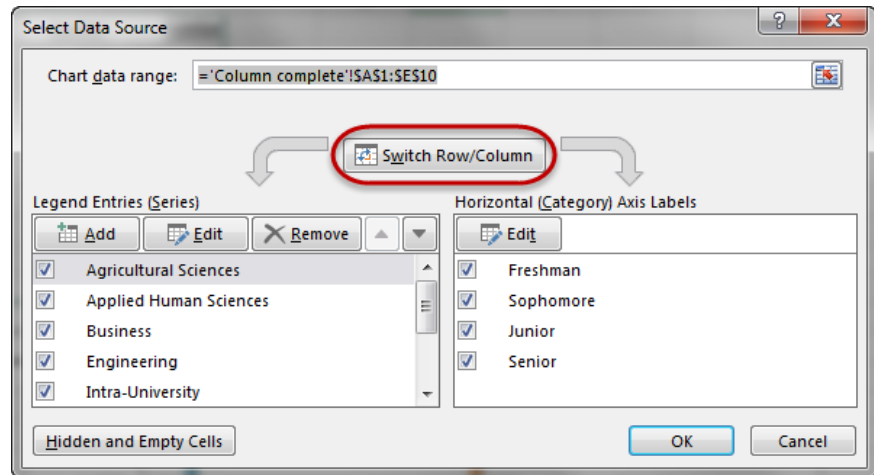 Select Data Source
Chart data range: ='Column complete'!$A$1:$E$10
Switch Row/Column
Legend Entries (Series)
Add Edit Remove
Agricultural Sciences
Applied Human Sciences
Business
Engineering
Intra-University
Horizontal (Category) Axis Labels
Edit
Freshman
Sophomore
Junior
Senior
Hidden and Empty Cells
OK Cancel